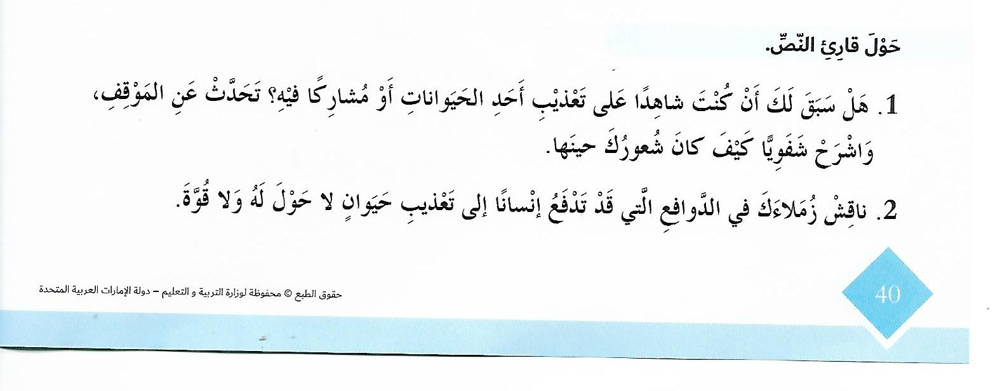 حَوْلَ قارِئِ النَّصِّ.
1. هَلْ سَبَقَ لَكَ أَنْ كُنْتَ شاهِدًا عَلى تَعْذيْبِ أَحَدِ الحَيَواناتِ أَوْ مُشارِكًا فيْهِ؟ تَحَدَّثْ عَنِ المَوْقِفِ،
وَاشْرَحْ شَفَوِيًّا كَيْفَ كانَ شُعورُكَ حينَها.
2. ناقِشْ زُمَلاءَكَ في الدَّوافِعِ الَّتي قَدْ تَدْفَعُ إِنْسانًا إِلى تَعْذيبِ حَيَوانٍ لا حَوْلَ لَهُ وَلا قُوَّةَ.
40
حقوق الطبع © محفوظة لوزارة التربية و التعليم – دولة الإمارات العربية المتحدة